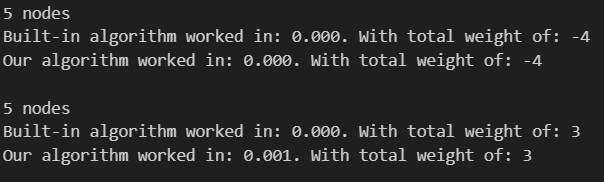 5 nodes
Built-in algorithm worked in: 0.000. With total weight of: -4
Our algorithm worked in: 0.000. With total weight of: -4
5 nodes
Built-in algorithm worked in: 0.000. With total weight of: 3
Our algorithm worked in: 0.001. With total weight of: 3